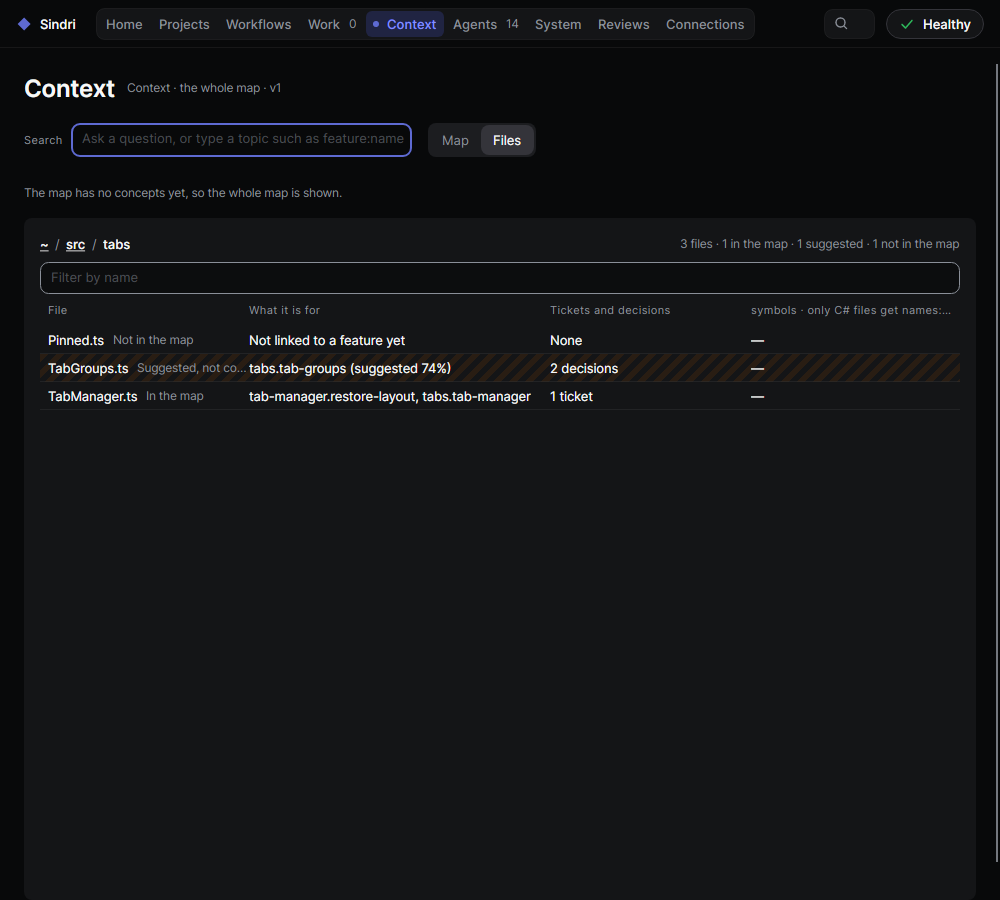 Sindri Home Projects Workflows Work 0 Context Agents 14 System Reviews Connections Healthy
Context Context · the whole map · v1
Search Ask a question, or type a topic such as feature:name Map Files
The map has no concepts yet, so the whole map is shown.
~ / src / tabs 3 files · 1 in the map · 1 suggested · 1 not in the map
Filter by name
File What it is for Tickets and decisions symbols · only C# files get names:...
Pinned.ts Not in the map Not linked to a feature yet None —
TabGroups.ts Suggested, not co... tabs.tab-groups (suggested 74%) 2 decisions —
TabManager.ts In the map tab-manager.restore-layout, tabs.tab-manager 1 ticket —